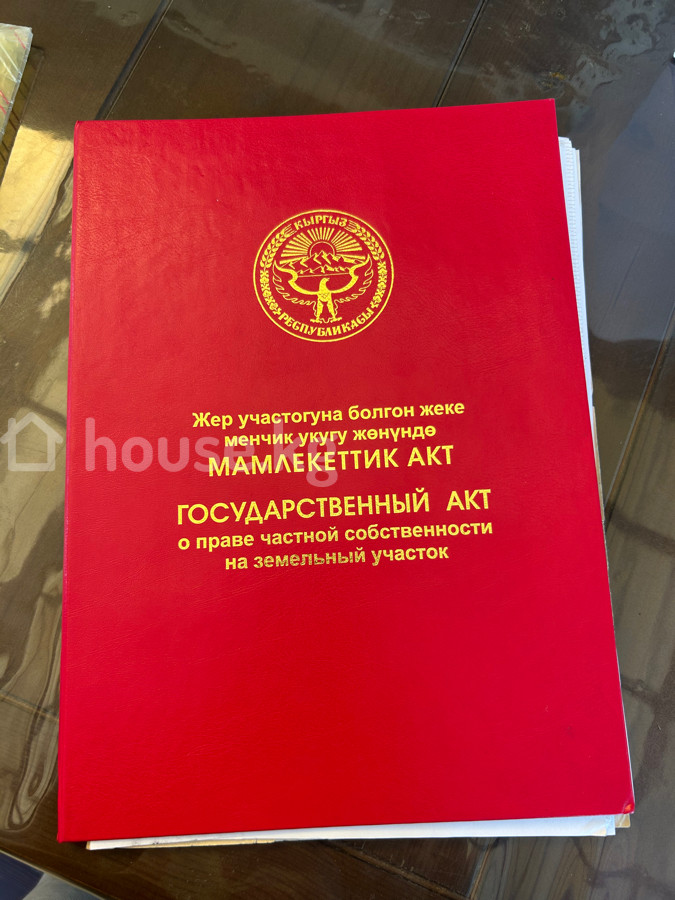 КЫРГЫЗ
РЕСПУБЛИКАСЫ
Жер участогуна болгон жеке
менчик укугу жөнүндө
МАМЛЕКЕТТИК АКТ
house.kg
ГОСУДАРСТВЕННЫЙ АКТ
о праве частной собственности
на земельный участок